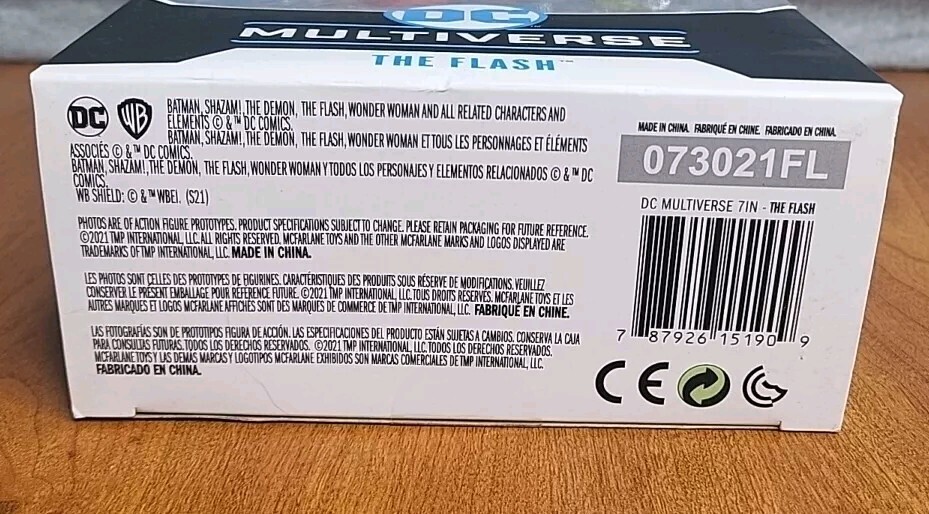 DC
MULTIVERSE
THE FLASH™
DC WB BATMAN, SHAZAM!, THE DEMON, THE FLASH, WONDER WOMAN AND ALL RELATED CHARACTERS AND
ELEMENTS © & ™ DC COMICS.
BATMAN, SHAZAM!, THE DEMON, THE FLASH, WONDER WOMAN ET TOUS LES PERSONNAGES ET ÉLÉMENTS
ASSOCIÉS © & ™ DC COMICS.
BATMAN, SHAZAM!, THE DEMON, THE FLASH, WONDER WOMAN Y TODOS LOS PERSONAJES Y ELEMENTOS RELACIONADOS © & ™ DC
COMICS.
WB SHIELD: © & ™ WBEI. (S21)
PHOTOS ARE OF ACTION FIGURE PROTOTYPES. PRODUCT SPECIFICATIONS SUBJECT TO CHANGE. PLEASE RETAIN PACKAGING FOR FUTURE REFERENCE.
©2021 TMP INTERNATIONAL, LLC. ALL RIGHTS RESERVED. MCFARLANE TOYS AND THE OTHER MCFARLANE MARKS AND LOGOS DISPLAYED ARE
TRADEMARKS OF TMP INTERNATIONAL, LLC. MADE IN CHINA.
LES PHOTOS SONT CELLES DES PROTOTYPES DE FIGURINES. CARACTÉRISTIQUES DES PRODUITS SOUS RÉSERVE DE MODIFICATIONS. VEUILLEZ
CONSERVER LE PRÉSENT EMBALLAGE POUR RÉFÉRENCE FUTURE. ©2021 TMP INTERNATIONAL, LLC. TOUS DROITS RÉSERVÉS. MCFARLANE TOYS ET LES
AUTRES MARQUES ET LOGOS MCFARLANE AFFICHÉS SONT DES MARQUES DE COMMERCE DE TMP INTERNATIONAL, LLC. FABRIQUÉ EN CHINE.
LAS FOTOGRAFÍAS SON DE PROTOTIPOS FIGURA DE ACCIÓN. LAS ESPECIFICACIONES DEL PRODUCTO ESTÁN SUJETAS A CAMBIOS. CONSERVA LA CAJA
PARA CONSULTAS FUTURAS. TODOS LOS DERECHOS RESERVADOS. ©2021 TMP INTERNATIONAL, LLC. TODOS LOS DERECHOS RESERVADOS.
MCFARLANE TOYS Y LAS DEMAS MARCAS Y LOGOTIPOS MCFARLANE EXHIBIDOS SON MARCAS COMERCIALES DE TMP INTERNATIONAL, LLC.
FABRICADO EN CHINA.
MADE IN CHINA. FABRIQUÉ EN CHINE. FABRICADO EN CHINA.
073021FL
DC MULTIVERSE 7IN - THE FLASH
7 87926 15190 9
CE